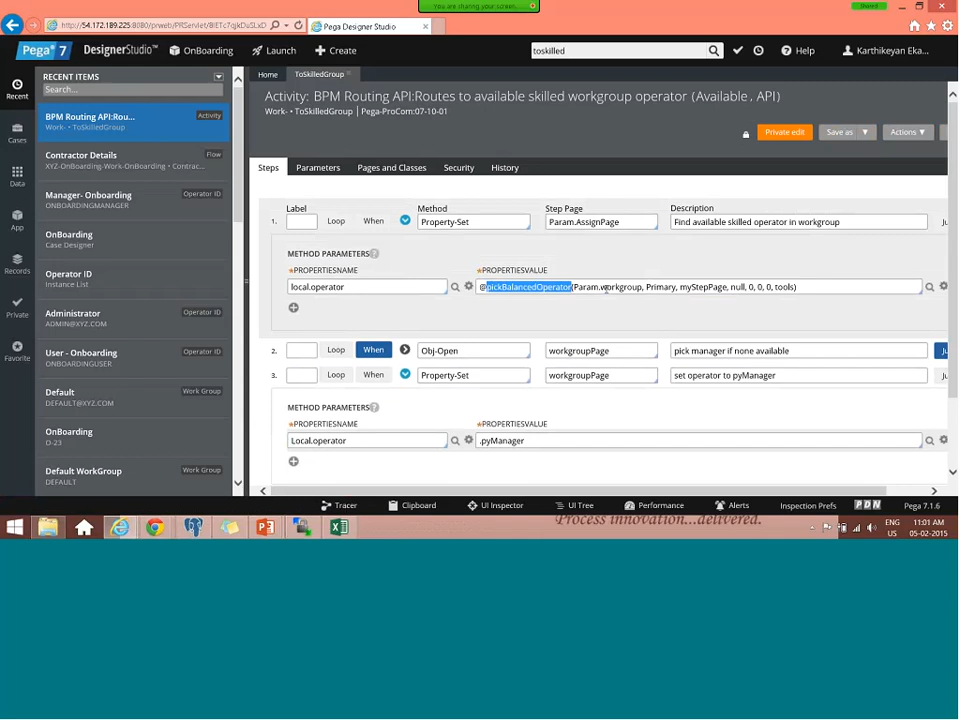 You are sharing your screen.
Shared
http://54.172.189.225:8080/prweb/PRServlet/
Pega Designer Studio
Pega 7 DesignerStudio™ OnBoarding Launch Create toskilled Help Karthikeyan Eka...
Recent
Cases
Data
App
Records
Private
Favorite
RECENT ITEMS
Search...
BPM Routing API:Rou... Activity
Work- • ToSkilledGroup
Contractor Details Flow
XYZ-OnBoarding-Work-OnBoarding • Contrac...
Manager- Onboarding Operator ID
ONBOARDINGMANAGER
OnBoarding
Case Designer
Operator ID
Instance List
Administrator Operator ID
ADMIN@XYZ.COM
User - Onboarding Operator ID
ONBOARDINGUSER
Default Work Group
DEFAULT@XYZ.COM
OnBoarding
O-23
Default WorkGroup Work Group
DEFAULT
Home ToSkilledGroup
Activity: BPM Routing API:Routes to available skilled workgroup operator (Available , API)
Work- • ToSkilledGroup | Pega-ProCom:07-10-01
Private edit Save as Actions
Steps Parameters Pages and Classes Security History
Label Method Step Page Description
1. Loop When Property-Set Param.AssignPage Find available skilled operator in workgroup Ju
METHOD PARAMETERS
*PROPERTIESNAME *PROPERTIESVALUE
local.operator @pickBalancedOperator(Param.workgroup, Primary, myStepPage, null, 0, 0, 0, tools)
2. Loop When Obj-Open workgroupPage pick manager if none available Ju
3. Loop When Property-Set workgroupPage set operator to pyManager Ju
METHOD PARAMETERS
*PROPERTIESNAME *PROPERTIESVALUE
Local.operator .pyManager
Tracer Clipboard UI Inspector UI Tree Performance Alerts Inspection Prefs PDN Pega 7.1.6
Process innovation...delivered.
ENG
US
11:01 AM
05-02-2015